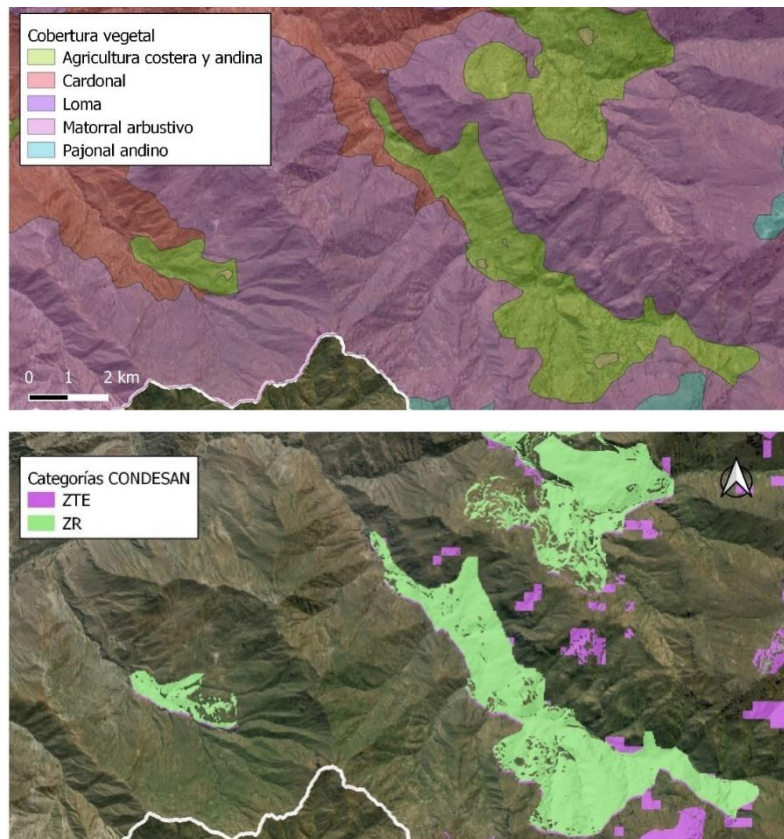 Cobertura vegetal
Agricultura costera y andina
Cardonal
Loma
Matorral arbustivo
Pajonal andino
0 1 2 km
Categorías CONDESAN
ZTE
ZR